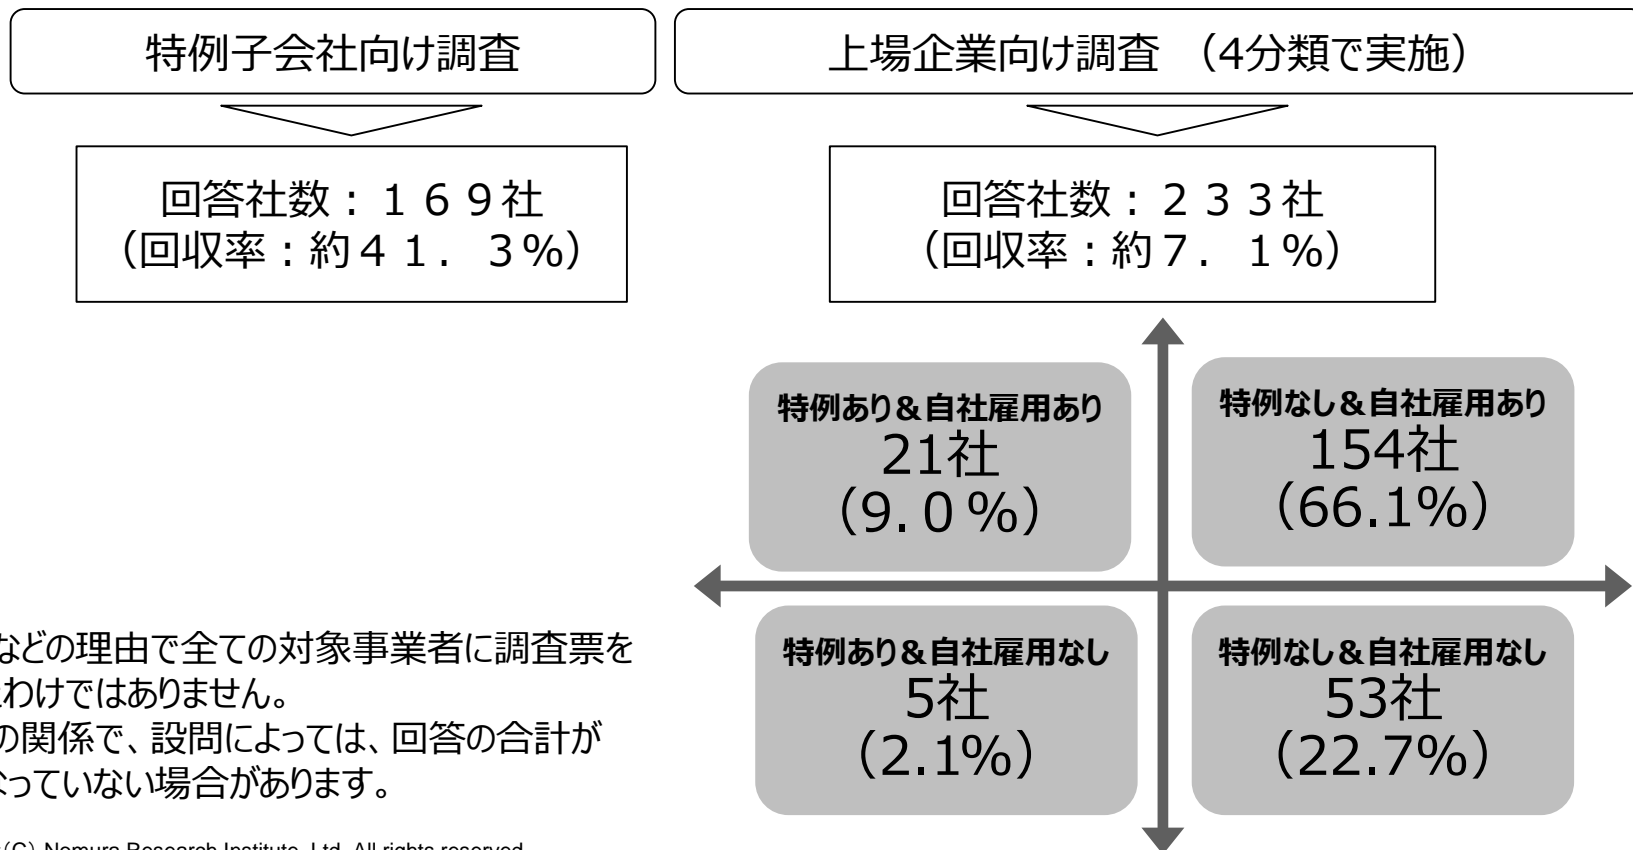 特例子会社向け調査
上場企業向け調査 （4分類で実施）
回答社数：１６９社
（回収率：約４１．３％）
回答社数：２３３社
（回収率：約７．１％）
特例あり＆自社雇用あり
21社
（9.０％）
特例なし＆自社雇用あり
154社
（66.1%）
特例あり＆自社雇用なし
5社
（2.1%）
特例なし＆自社雇用なし
53社
（22.7%）
などの理由で全ての対象事業者に調査票を
わけではありません。
の関係で、設問によっては、回答の合計が
なっていない場合があります。
(C) Nomura Research Institute, Ltd. All rights reserved.